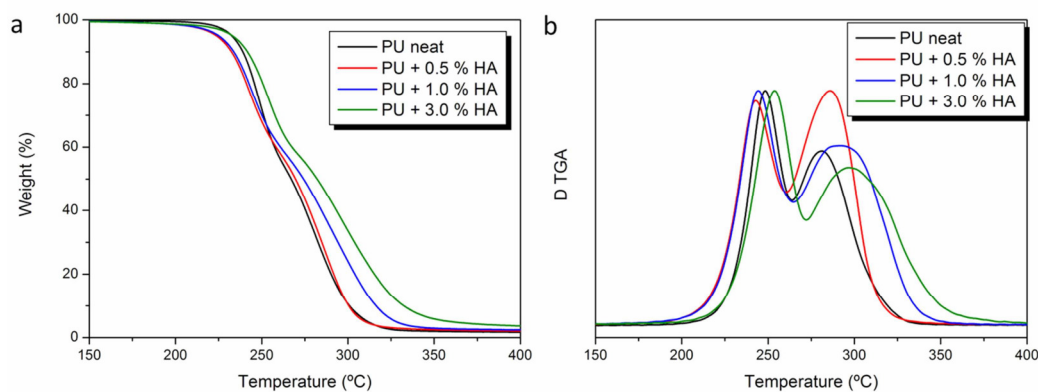 a
100
80
60
40
20
0
Weight (%)
150 200 250 300 350 400
Temperature (ºC)
PU neat
PU + 0.5 % HA
PU + 1.0 % HA
PU + 3.0 % HA
b
D TGA
150 200 250 300 350 400
Temperature (ºC)
PU neat
PU + 0.5 % HA
PU + 1.0 % HA
PU + 3.0 % HA